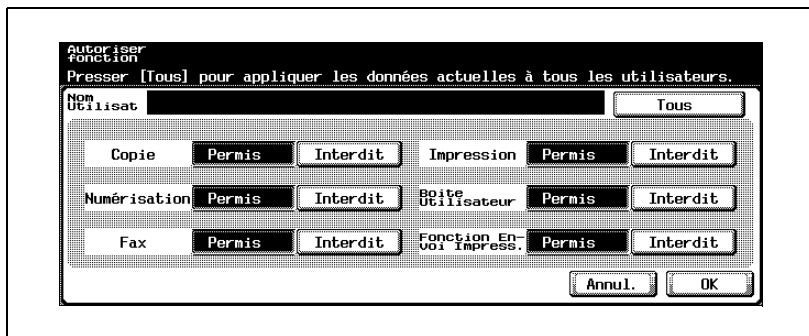 Autoriser
fonction
Presser [Tous] pour appliquer les données actuelles à tous les utilisateurs.
Nom
Utilisat
Tous
Copie Permis Interdit Impression Permis Interdit
Numérisation Permis Interdit Boite
Utilisateur Permis Interdit
Fax Permis Interdit Fonction En-
voi Impress. Permis Interdit
Annul. OK